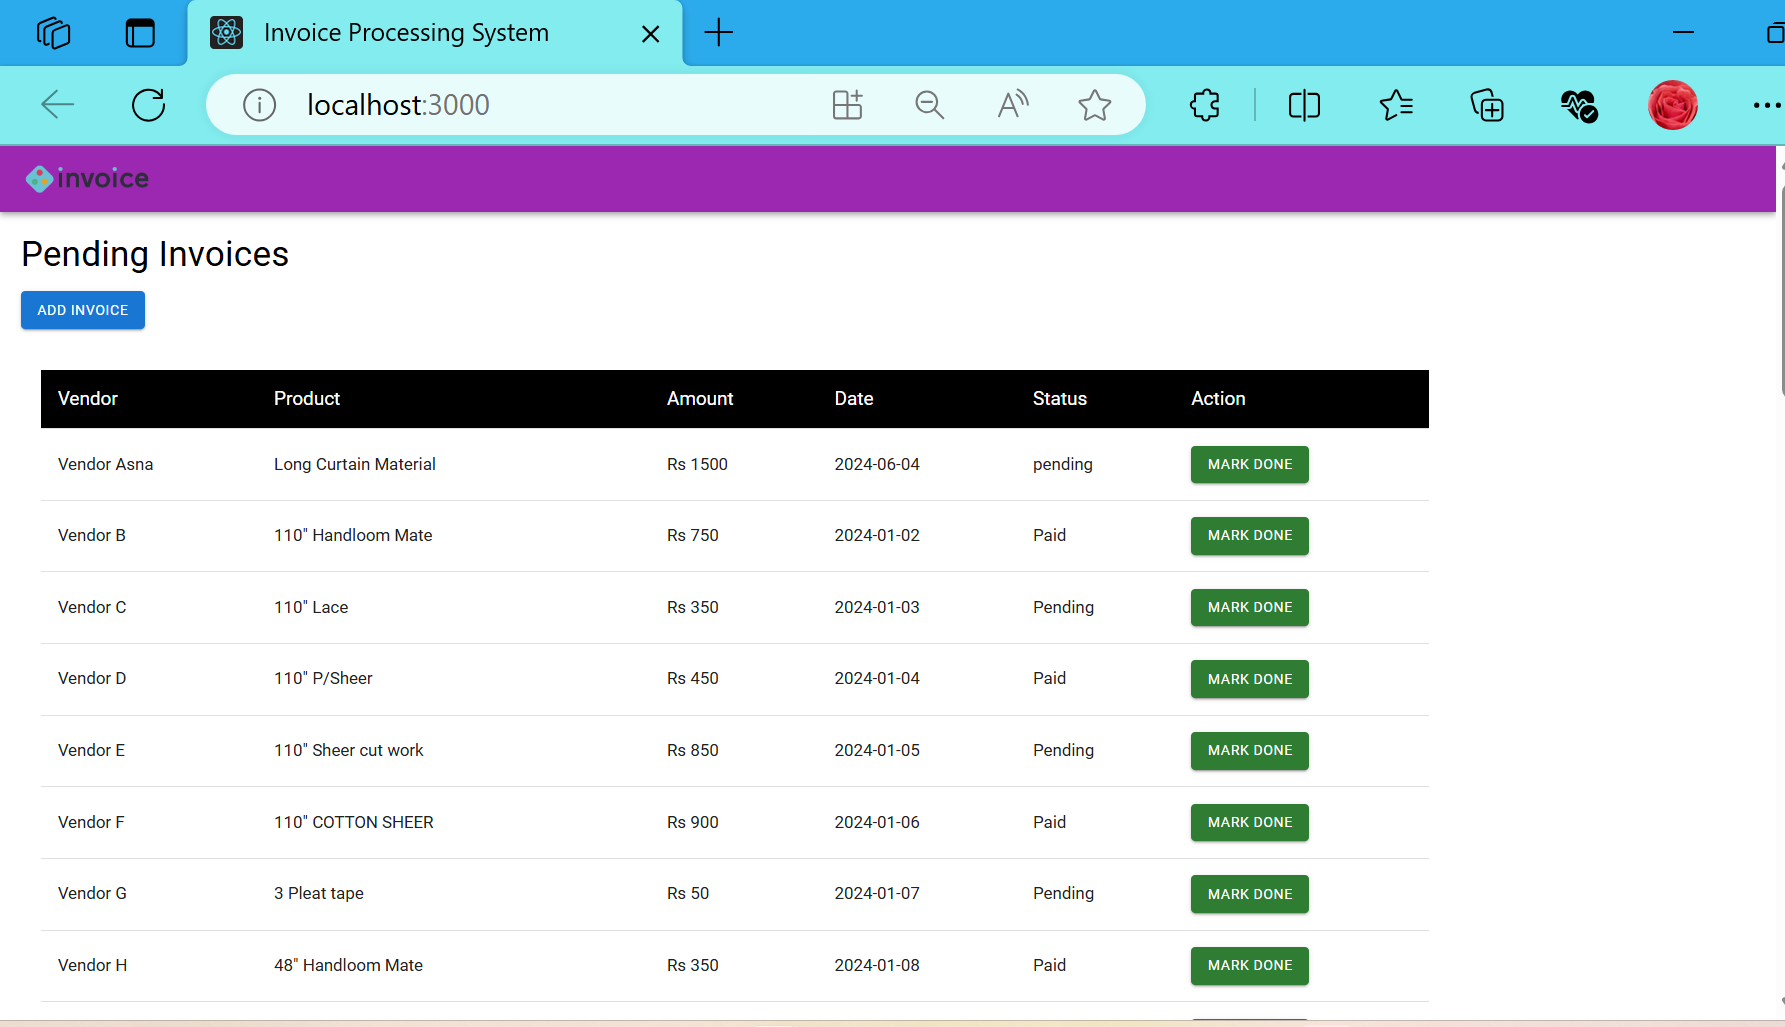 Invoice Processing System
localhost:3000
invoice
Pending Invoices
ADD INVOICE
Vendor Product Amount Date Status Action
Vendor Asna Long Curtain Material Rs 1500 2024-06-04 pending MARK DONE
Vendor B 110" Handloom Mate Rs 750 2024-01-02 Paid MARK DONE
Vendor C 110" Lace Rs 350 2024-01-03 Pending MARK DONE
Vendor D 110" P/Sheer Rs 450 2024-01-04 Paid MARK DONE
Vendor E 110" Sheer cut work Rs 850 2024-01-05 Pending MARK DONE
Vendor F 110" COTTON SHEER Rs 900 2024-01-06 Paid MARK DONE
Vendor G 3 Pleat tape Rs 50 2024-01-07 Pending MARK DONE
Vendor H 48" Handloom Mate Rs 350 2024-01-08 Paid MARK DONE